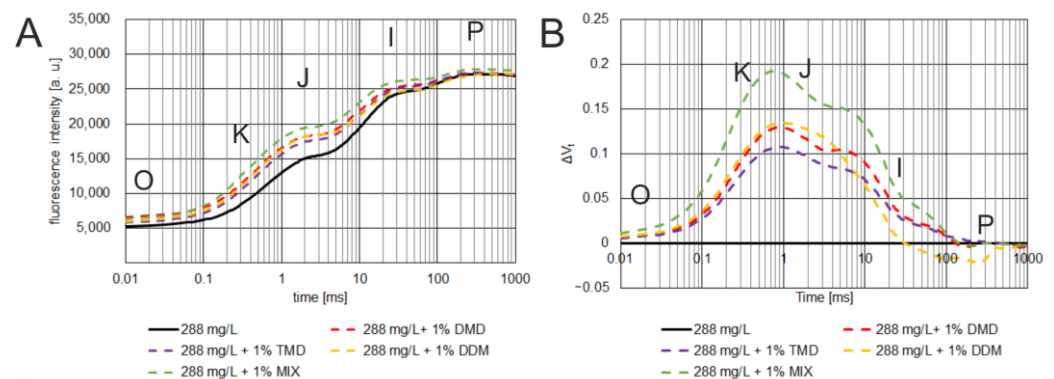 A
35,000
30,000
25,000
20,000
15,000
10,000
5,000
fluorescence intensity [a. u.]
O
K
J
I
P
0.01 0.1 1 10 100 1000
time [ms]
288 mg/L
288 mg/L+ 1% DMD
288 mg/L + 1% TMD
288 mg/L + 1% DDM
288 mg/L + 1% MIX
B
0.25
0.2
0.15
0.1
0.05
0
−0.05
ΔVt
O
K
J
I
P
0.01 0.1 1 10 100 1000
Time [ms]
288 mg/L
288 mg/L+ 1% DMD
288 mg/L + 1% TMD
288 mg/L + 1% DDM
288 mg/L + 1% MIX